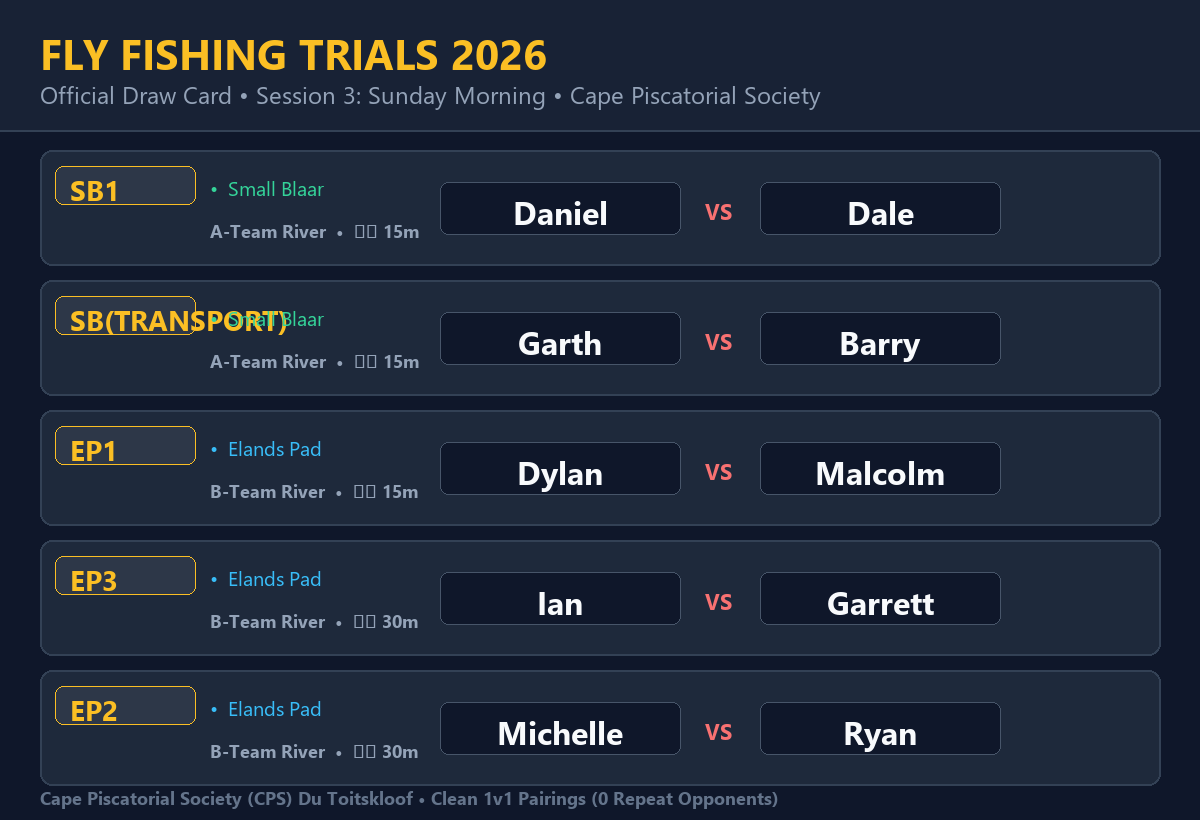 FLY FISHING TRIALS 2026
Official Draw Card • Session 3: Sunday Morning • Cape Piscatorial Society
SB1
• Small Blaar
A-Team River • 15m
Daniel
VS
Dale
SB(TRANSPORT)
• Small Blaar
A-Team River • 15m
Garth
VS
Barry
EP1
• Elands Pad
B-Team River • 15m
Dylan
VS
Malcolm
EP3
• Elands Pad
B-Team River • 30m
Ian
VS
Garrett
EP2
• Elands Pad
B-Team River • 30m
Michelle
VS
Ryan
Cape Piscatorial Society (CPS) Du Toitskloof • Clean 1v1 Pairings (0 Repeat Opponents)